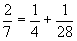 2/7 = 1/4 + 1/28